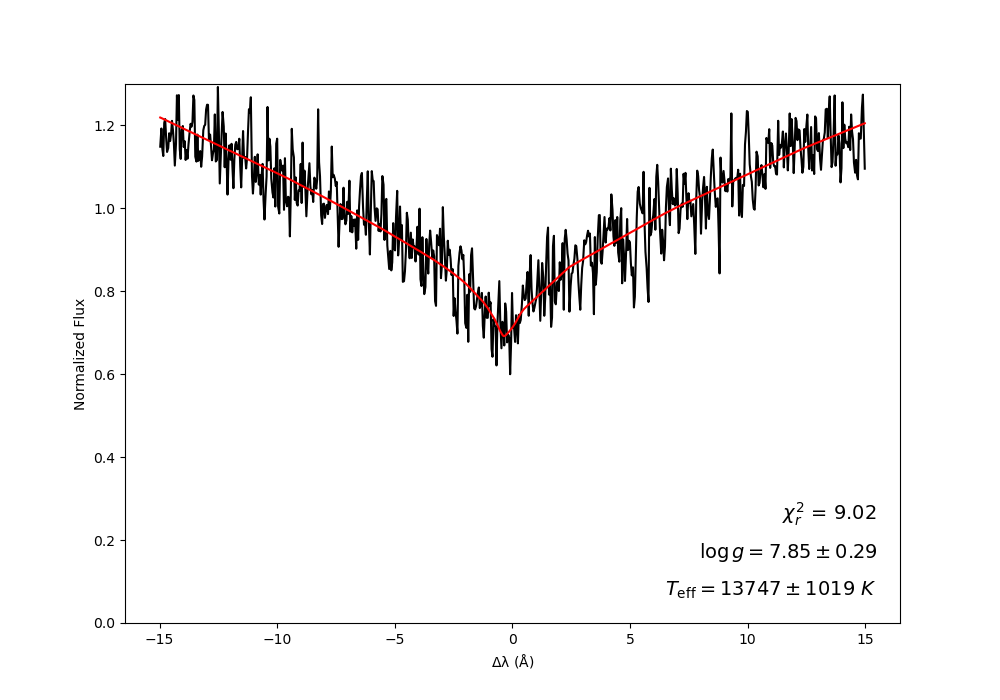 1.2
1.0
0.8
0.6
0.4
0.2
0.0
Normalized Flux
χ²ᵣ = 9.02
log g = 7.85 ± 0.29
T_eff = 13747 ± 1019 K
−15 −10 −5 0 5 10 15
Δλ (Å)